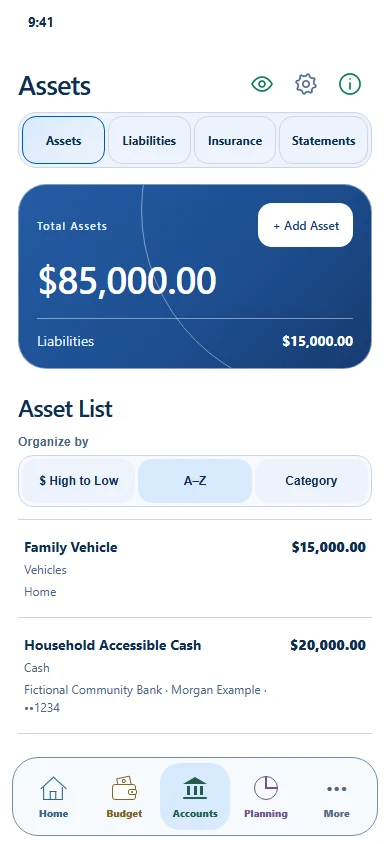 9:41
Assets
Assets
Liabilities
Insurance
Statements
Total Assets
+ Add Asset
$85,000.00
Liabilities
$15,000.00
Asset List
Organize by
$ High to Low
A–Z
Category
Family Vehicle
$15,000.00
Vehicles
Home
Household Accessible Cash
$20,000.00
Cash
Fictional Community Bank · Morgan Example ·
••1234
Home
Budget
Accounts
Planning
More